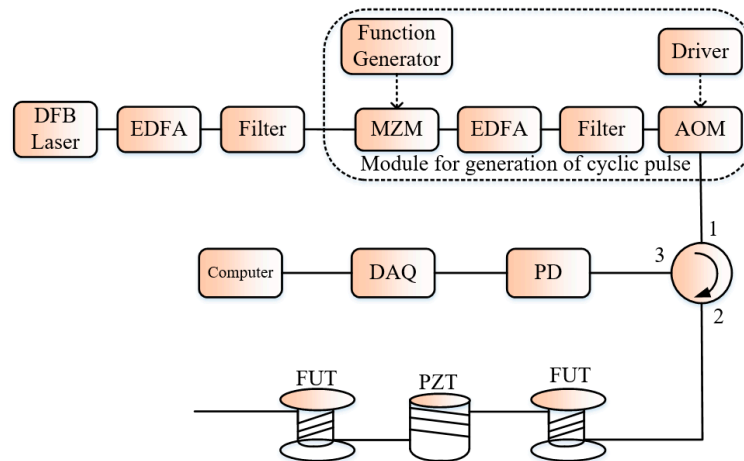 Function
Generator
Driver
DFB
Laser
EDFA
Filter
MZM
EDFA
Filter
AOM
Module for generation of cyclic pulse
1
3
2
Computer
DAQ
PD
FUT
PZT
FUT